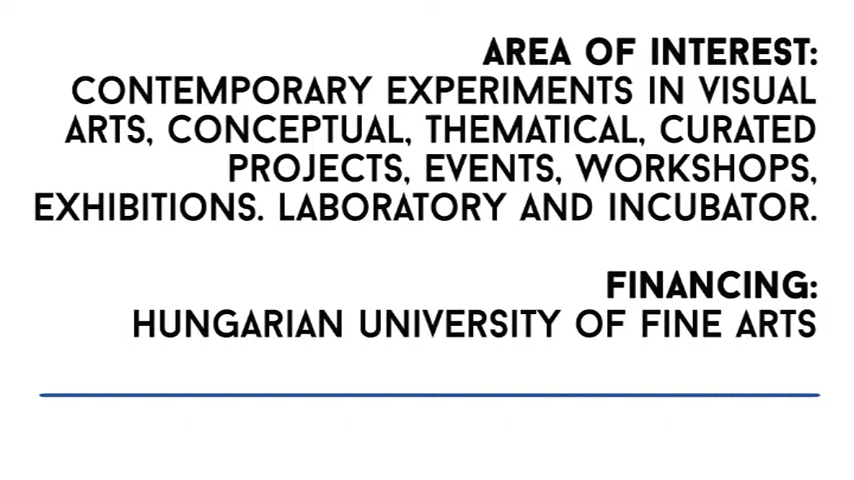 AREA OF INTEREST:
CONTEMPORARY EXPERIMENTS IN VISUAL
ARTS, CONCEPTUAL, THEMATICAL, CURATED
PROJECTS, EVENTS, WORKSHOPS,
EXHIBITIONS. LABORATORY AND INCUBATOR.
FINANCING:
HUNGARIAN UNIVERSITY OF FINE ARTS